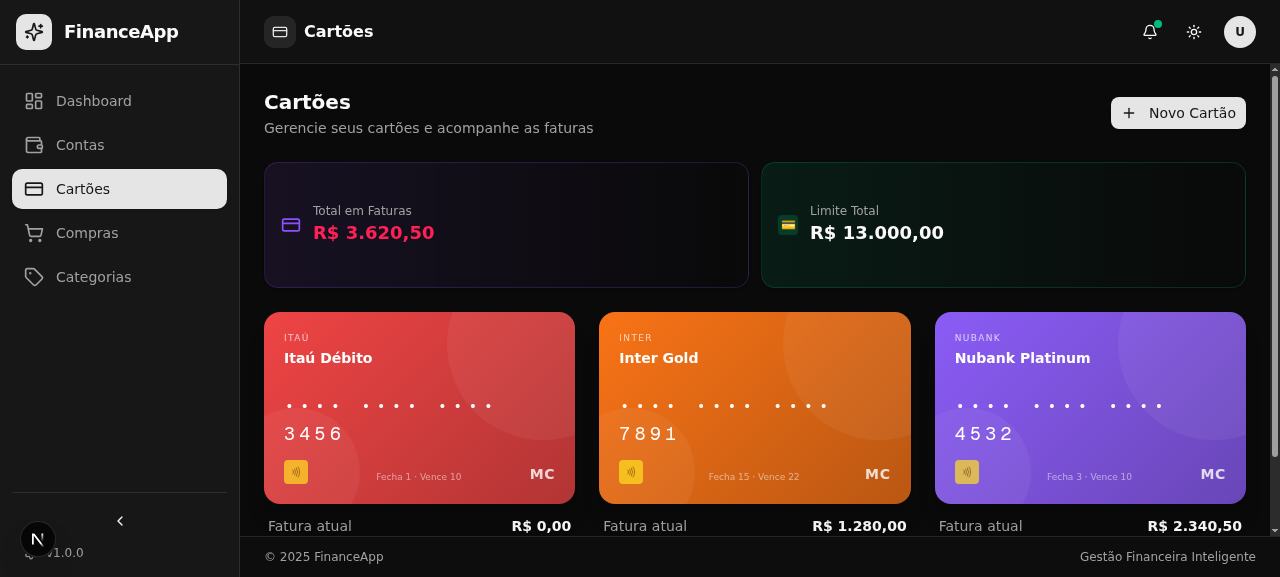 FinanceApp
Dashboard
Contas
Cartões
Compras
Categorias
N
v1.0.0
Cartões
U
Cartões
Gerencie seus cartões e acompanhe as faturas
Novo Cartão
Total em Faturas
R$ 3.620,50
Limite Total
R$ 13.000,00
ITAÚ
Itaú Débito
•••• •••• ••••
3456
Fecha 1 · Vence 10
MC
Fatura atual
R$ 0,00
INTER
Inter Gold
•••• •••• ••••
7891
Fecha 15 · Vence 22
MC
Fatura atual
R$ 1.280,00
NUBANK
Nubank Platinum
•••• •••• ••••
4532
Fecha 3 · Vence 10
MC
Fatura atual
R$ 2.340,50
© 2025 FinanceApp
Gestão Financeira Inteligente